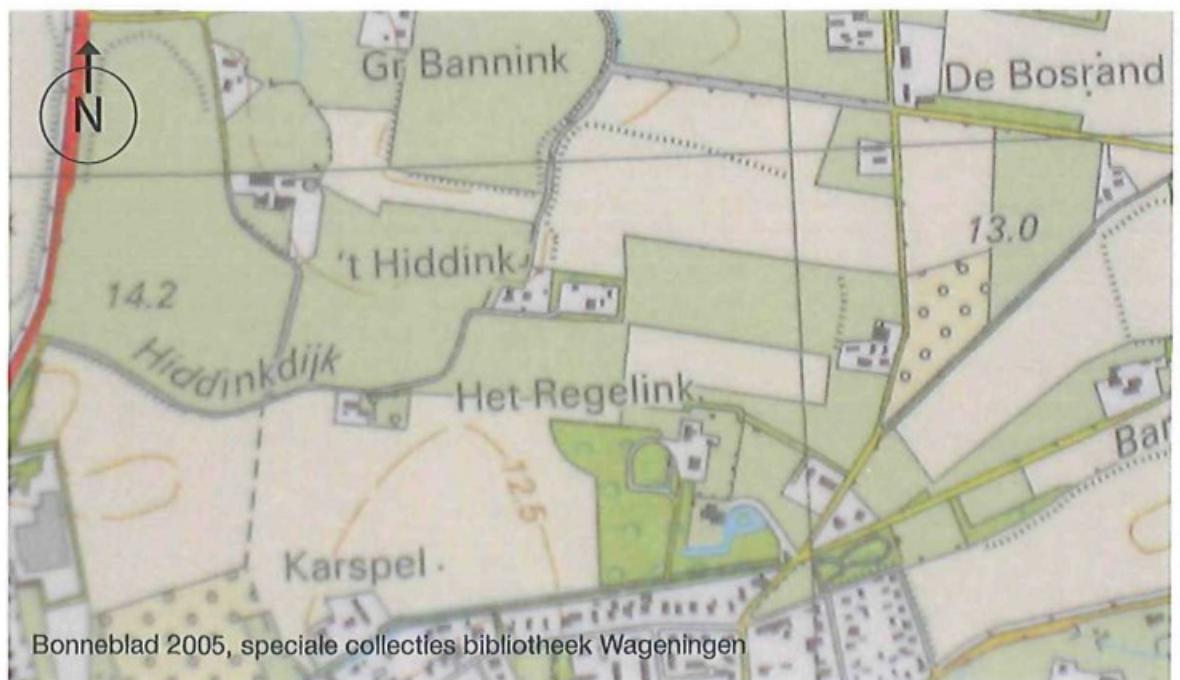 N
Gr Bannink
De Bosrand
13.0
't Hiddink
14.2
Hiddinkdijk
Het Regelink
Bar
12.5
Karspel
Bonneblad 2005, speciale collecties bibliotheek Wageningen